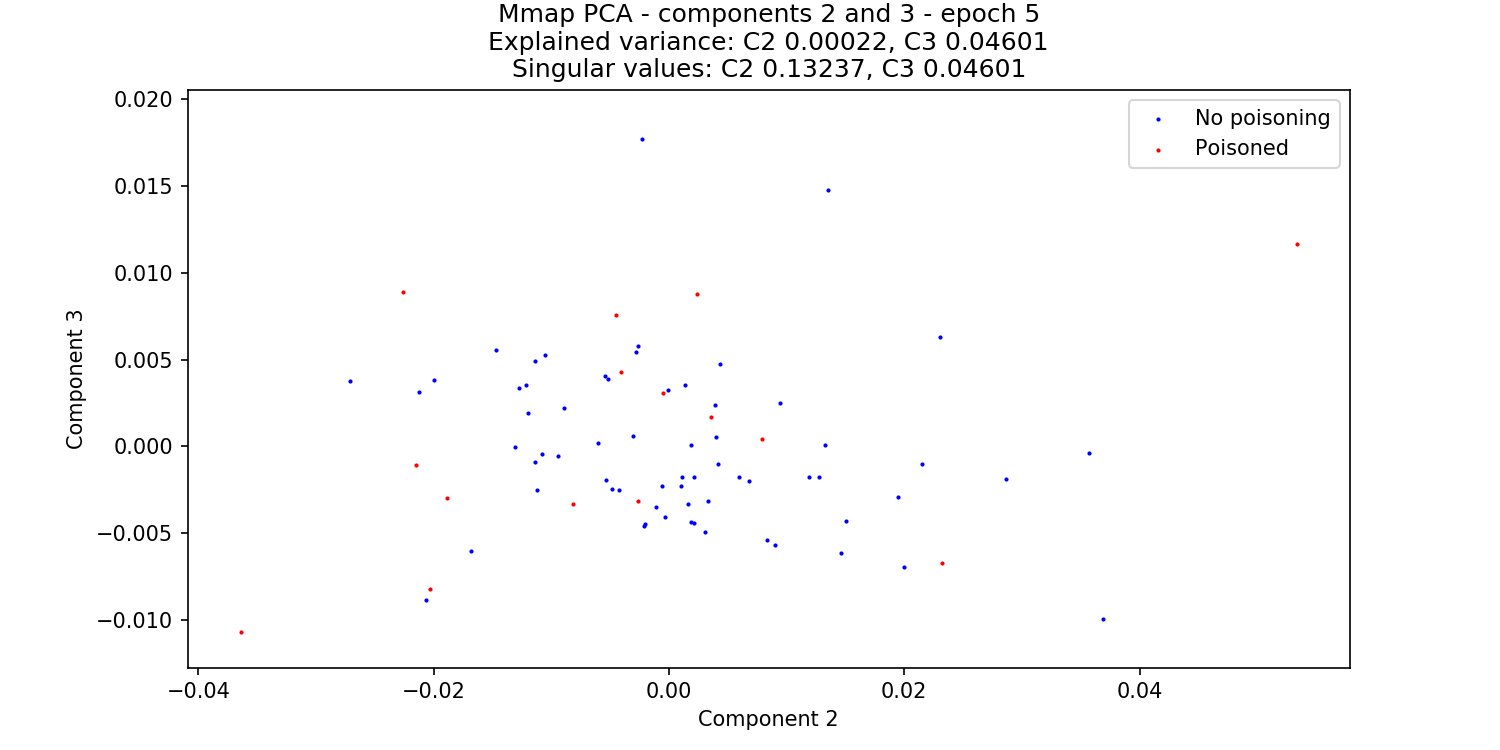 Mmap PCA - components 2 and 3 - epoch 5
Explained variance: C2 0.00022, C3 0.04601
Singular values: C2 0.13237, C3 0.04601
No poisoning
Poisoned
0.020
0.015
0.010
0.005
0.000
−0.005
−0.010
Component 3
−0.04
−0.02
0.00
0.02
0.04
Component 2